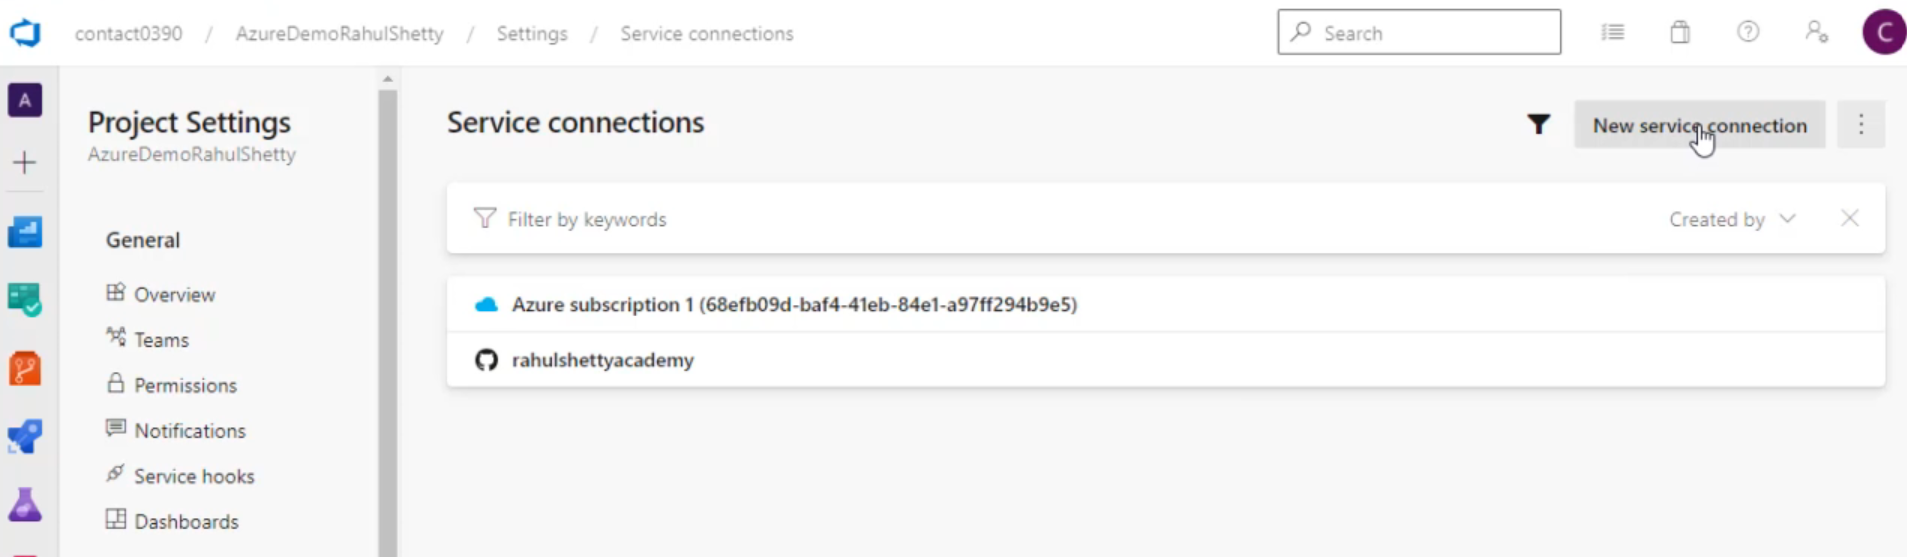 contact0390 / AzureDemoRahulShetty / Settings / Service connections
Search
C
A
Project Settings
AzureDemoRahulShetty
General
Overview
Teams
Permissions
Notifications
Service hooks
Dashboards
Service connections
New service connection
Filter by keywords
Created by
Azure subscription 1 (68efb09d-baf4-41eb-84e1-a97ff294b9e5)
rahulshettyacademy